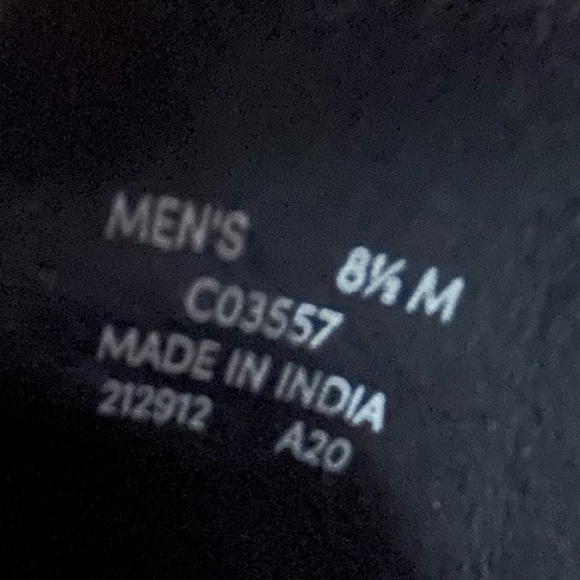 MEN'S 8½ M
C03557
MADE IN INDIA
212912 A20